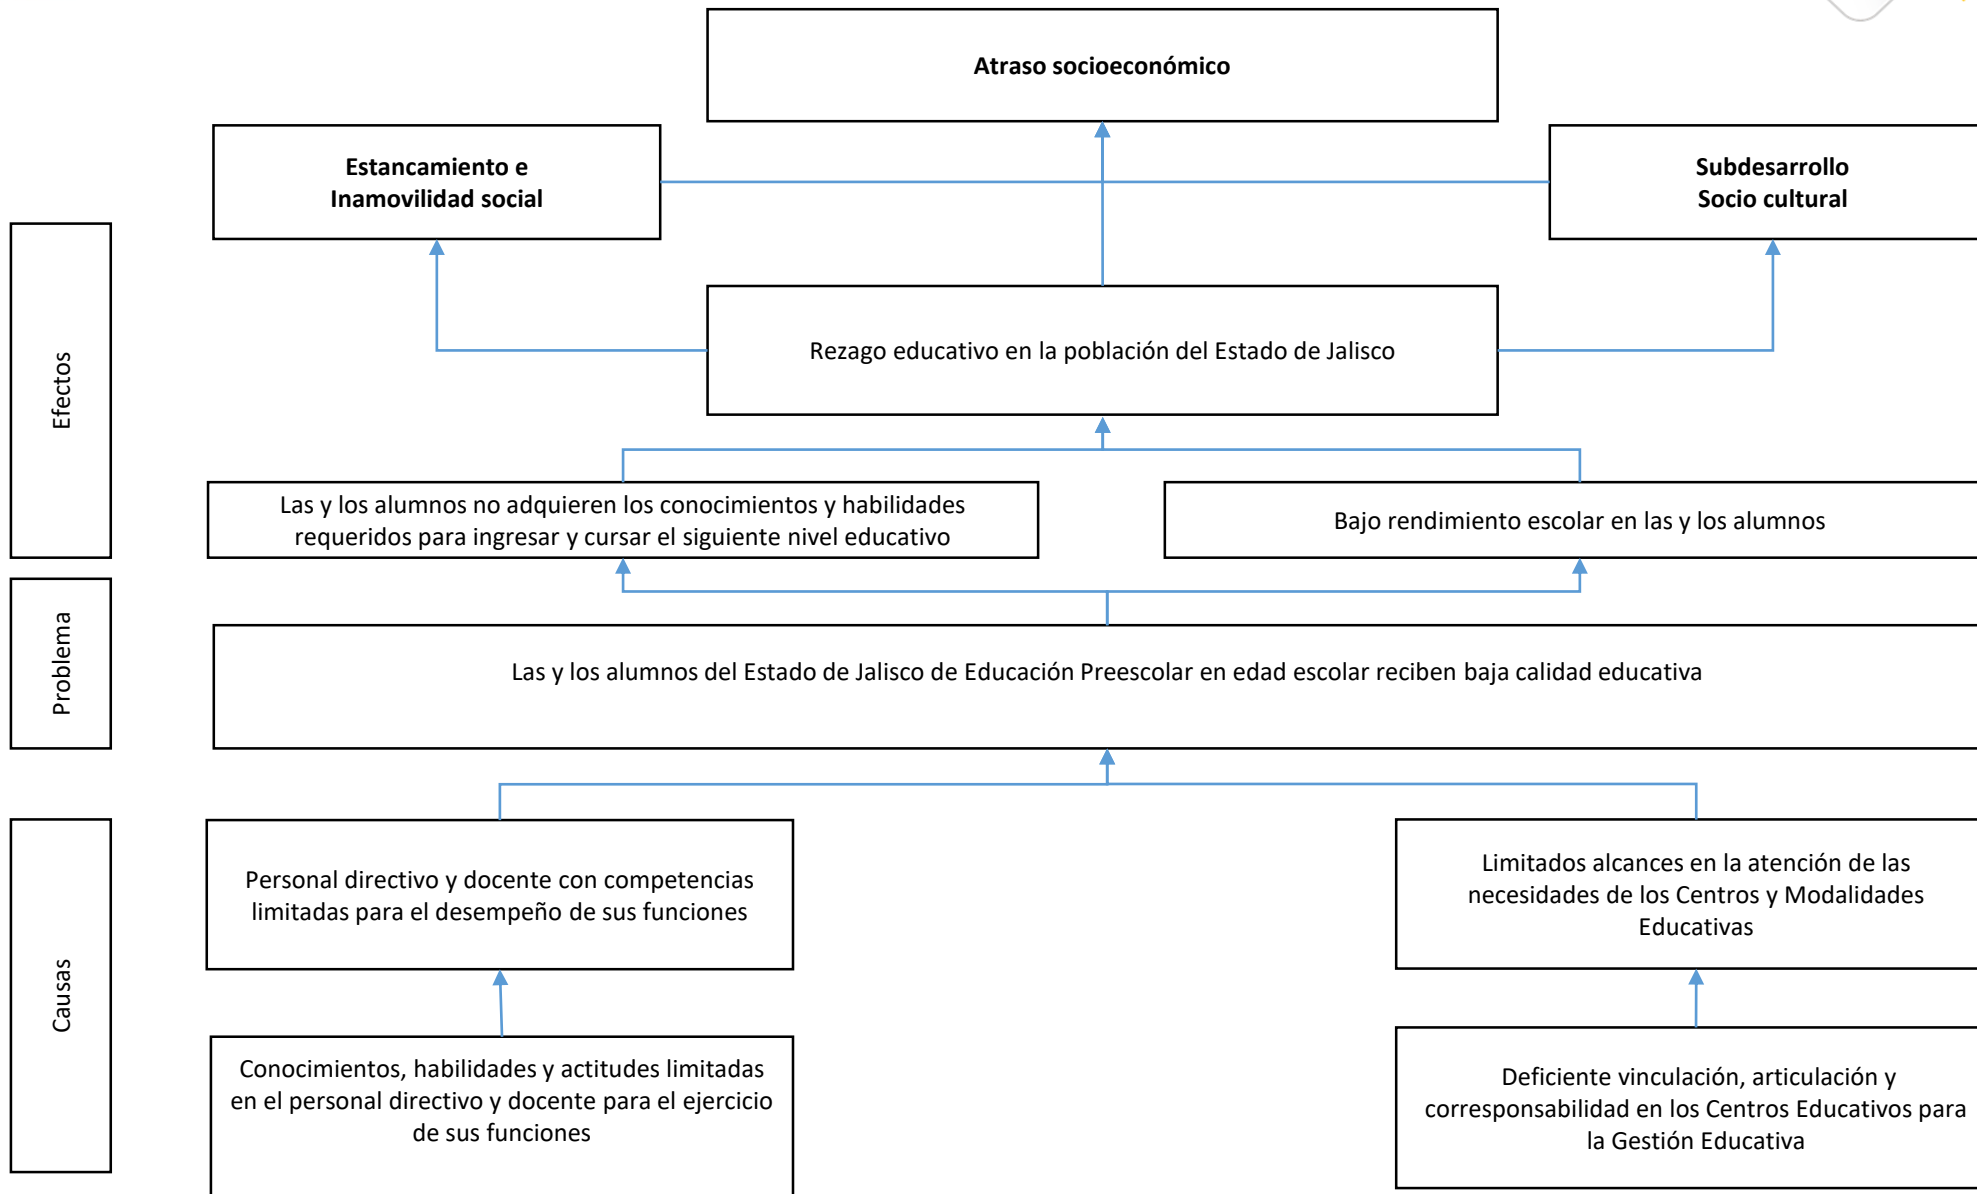 Atraso socioeconómico
Estancamiento e
Inamovilidad social
Subdesarrollo
Socio cultural
Efectos
Rezago educativo en la población del Estado de Jalisco
Las y los alumnos no adquieren los conocimientos y habilidades
requeridos para ingresar y cursar el siguiente nivel educativo
Bajo rendimiento escolar en las y los alumnos
Problema
Las y los alumnos del Estado de Jalisco de Educación Preescolar en edad escolar reciben baja calidad educativa
Causas
Personal directivo y docente con competencias
limitadas para el desempeño de sus funciones
Limitados alcances en la atención de las
necesidades de los Centros y Modalidades
Educativas
Conocimientos, habilidades y actitudes limitadas
en el personal directivo y docente para el ejercicio
de sus funciones
Deficiente vinculación, articulación y
corresponsabilidad en los Centros Educativos para
la Gestión Educativa